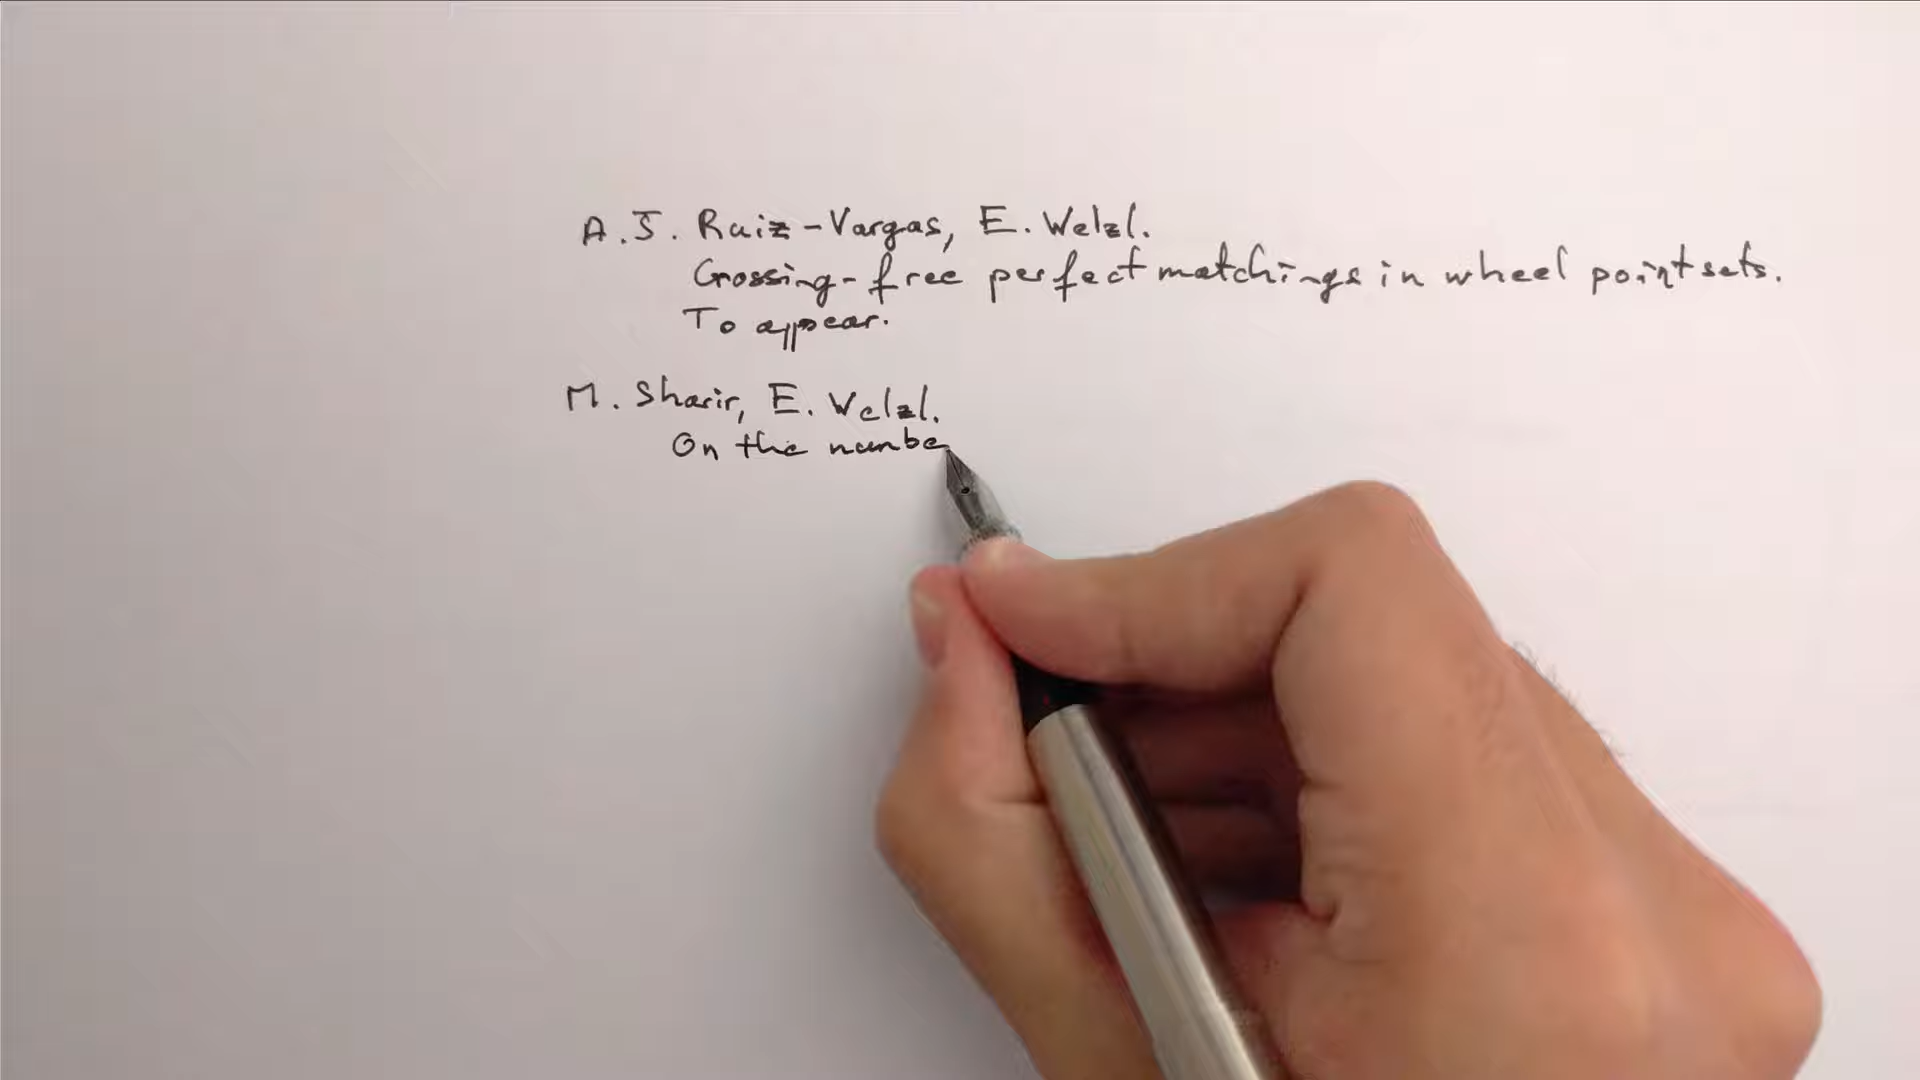 A.J. Ruiz-Vargas, E. Welzl.
Crossing-free perfect matchings in wheel point sets.
To appear.
M. Sharir, E. Welzl.
On the numbe